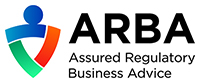 ARBA
Assured Regulatory
Business Advice